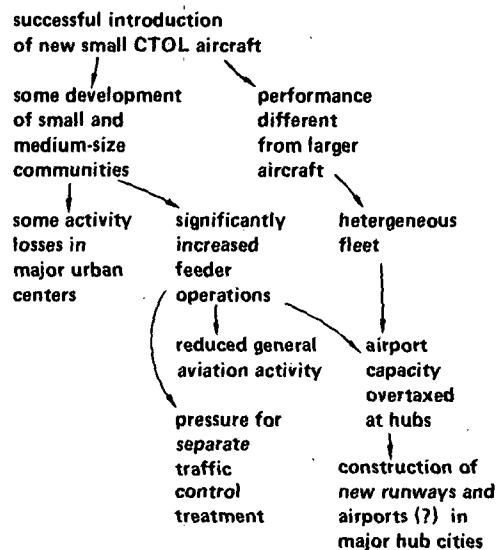 successful introduction
of new small CTOL aircraft
some development
of small and
medium-size
communities
performance
different
from larger
aircraft
some activity
losses in
major urban
centers
significantly
increased
feeder
operations
hetergeneous
fleet
reduced general
aviation activity
airport
capacity
overtaxed
at hubs
pressure for
separate
traffic
control
treatment
construction of
new runways and
airports (?) in
major hub cities